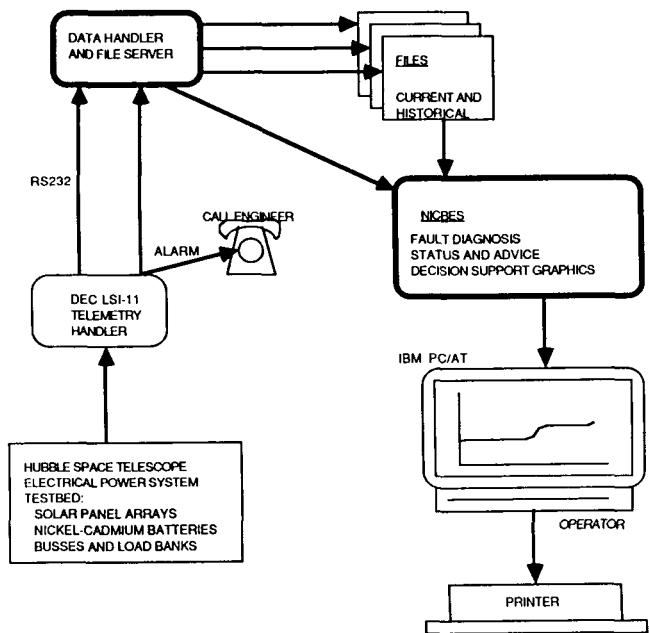 DATA HANDLER
AND FILE SERVER
FILES
CURRENT AND
HISTORICAL
RS232
CALL ENGINEER
ALARM
NICBES
FAULT DIAGNOSIS
STATUS AND ADVICE
DECISION SUPPORT GRAPHICS
DEC LSI-11
TELEMETRY
HANDLER
IBM PC/AT
HUBBLE SPACE TELESCOPE
ELECTRICAL POWER SYSTEM
TESTBED:
SOLAR PANEL ARRAYS
NICKEL-CADMIUM BATTERIES
BUSSES AND LOAD BANKS
OPERATOR
PRINTER